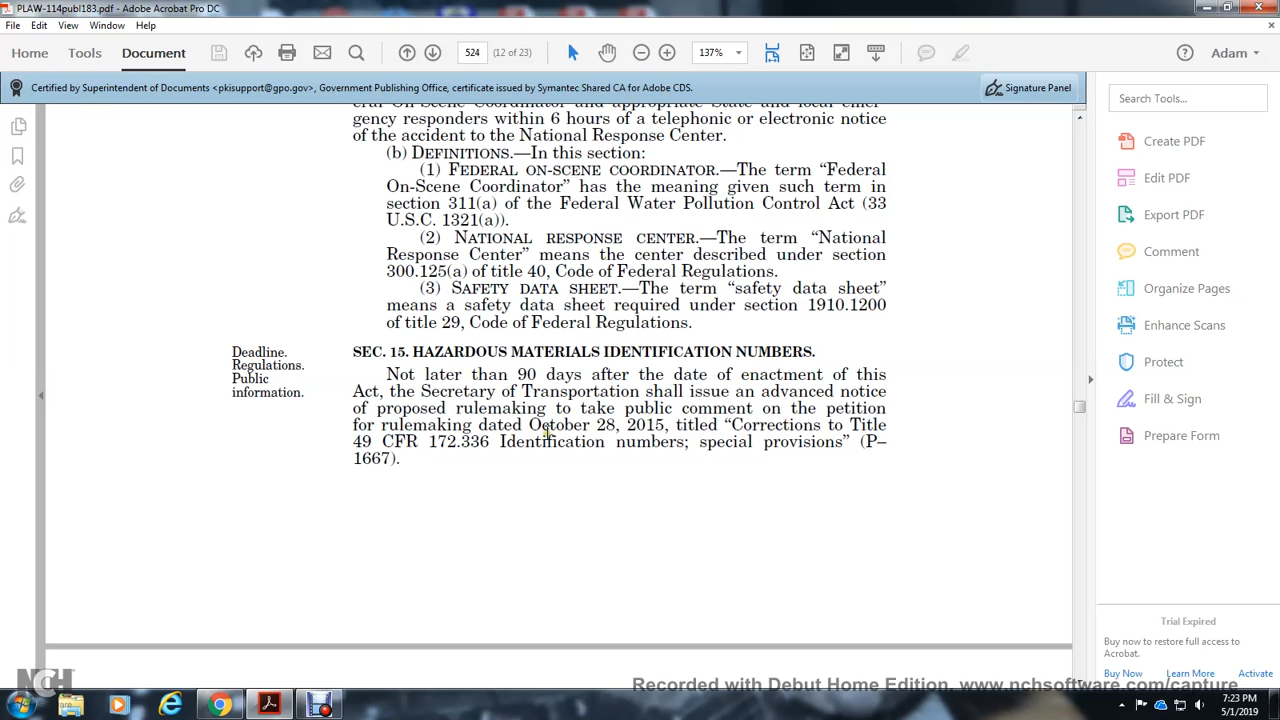 PLAW-114publ183.pdf - Adobe Acrobat Pro DC
File Edit View Window Help
Home Tools Document 524 (12 of 23) 137% Adam
Certified by Superintendent of Documents <pkisupport@gpo.gov>, Government Publishing Office, certificate issued by Symantec Shared CA for Adobe CDS.
Signature Panel
eral On-Scene Coordinator and appropriate State and local emer-
gency responders within 6 hours of a telephonic or electronic notice
of the accident to the National Response Center.
(b) DEFINITIONS.—In this section:
(1) FEDERAL ON-SCENE COORDINATOR.—The term “Federal
On-Scene Coordinator” has the meaning given such term in
section 311(a) of the Federal Water Pollution Control Act (33
U.S.C. 1321(a)).
(2) NATIONAL RESPONSE CENTER.—The term “National
Response Center” means the center described under section
300.125(a) of title 40, Code of Federal Regulations.
(3) SAFETY DATA SHEET.—The term “safety data sheet”
means a safety data sheet required under section 1910.1200
of title 29, Code of Federal Regulations.
Deadline.
Regulations.
Public
information.
SEC. 15. HAZARDOUS MATERIALS IDENTIFICATION NUMBERS.
Not later than 90 days after the date of enactment of this
Act, the Secretary of Transportation shall issue an advanced notice
of proposed rulemaking to take public comment on the petition
for rulemaking dated October 28, 2015, titled “Corrections to Title
49 CFR 172.336 Identification numbers; special provisions” (P–
1667).
Search Tools...
Create PDF
Edit PDF
Export PDF
Comment
Organize Pages
Enhance Scans
Protect
Fill & Sign
Prepare Form
Trial Expired
Buy now to restore full access to
Acrobat.
Buy Now Learn More Activate
NCH
Recorded with Debut Home Edition. www.nchsoftware.com/capture
7:23 PM
5/1/2019